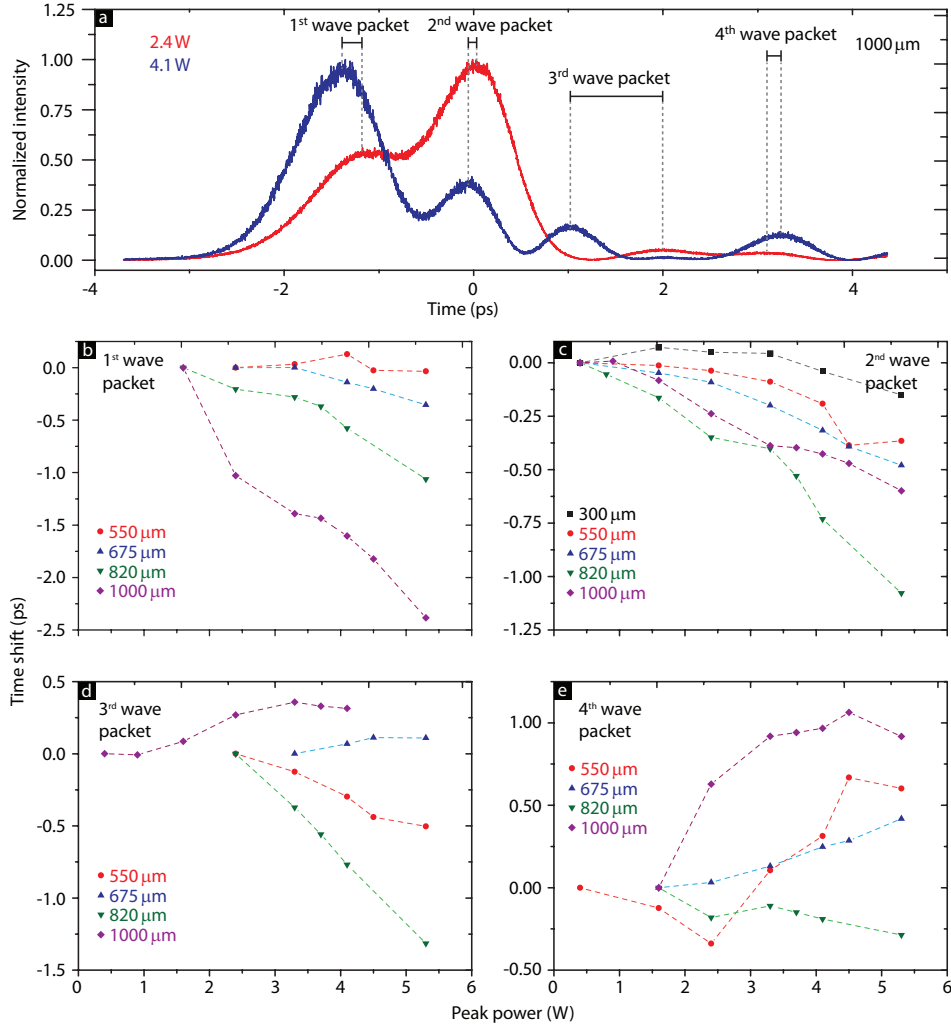 a
1st wave packet
2nd wave packet
4th wave packet
3rd wave packet
1000 μm
2.4 W
4.1 W
Normalized intensity
1.25
1.00
0.75
0.50
0.25
0.00
-4
-2
0
2
4
Time (ps)
b
1st wave
packet
0.0
-0.5
-1.0
-1.5
-2.0
-2.5
550 μm
675 μm
820 μm
1000 μm
c
2nd wave
packet
0.00
-0.25
-0.50
-0.75
-1.00
-1.25
300 μm
550 μm
675 μm
820 μm
1000 μm
Time shift (ps)
d
3rd wave
packet
0.5
0.0
-0.5
-1.0
-1.5
550 μm
675 μm
820 μm
1000 μm
0 1 2 3 4 5 6
e
4th wave
packet
1.00
0.50
0.00
-0.50
550 μm
675 μm
820 μm
1000 μm
0 1 2 3 4 5 6
Peak power (W)